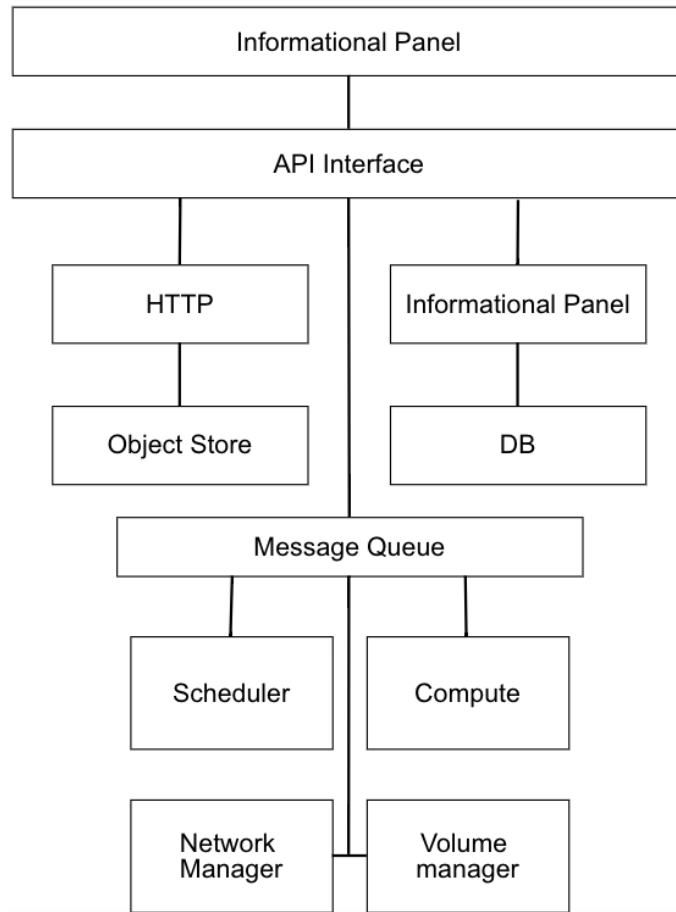 Informational Panel
API Interface
HTTP
Informational Panel
Object Store
DB
Message Queue
Scheduler
Compute
Network
Manager
Volume
manager